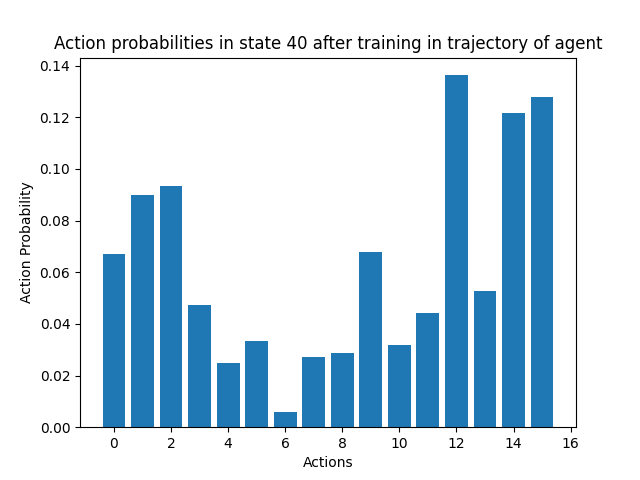 Action probabilities in state 40 after training in trajectory of agent
0.14
0.12
0.10
0.08
0.06
0.04
0.02
0.00
Action Probability
0 2 4 6 8 10 12 14 16
Actions